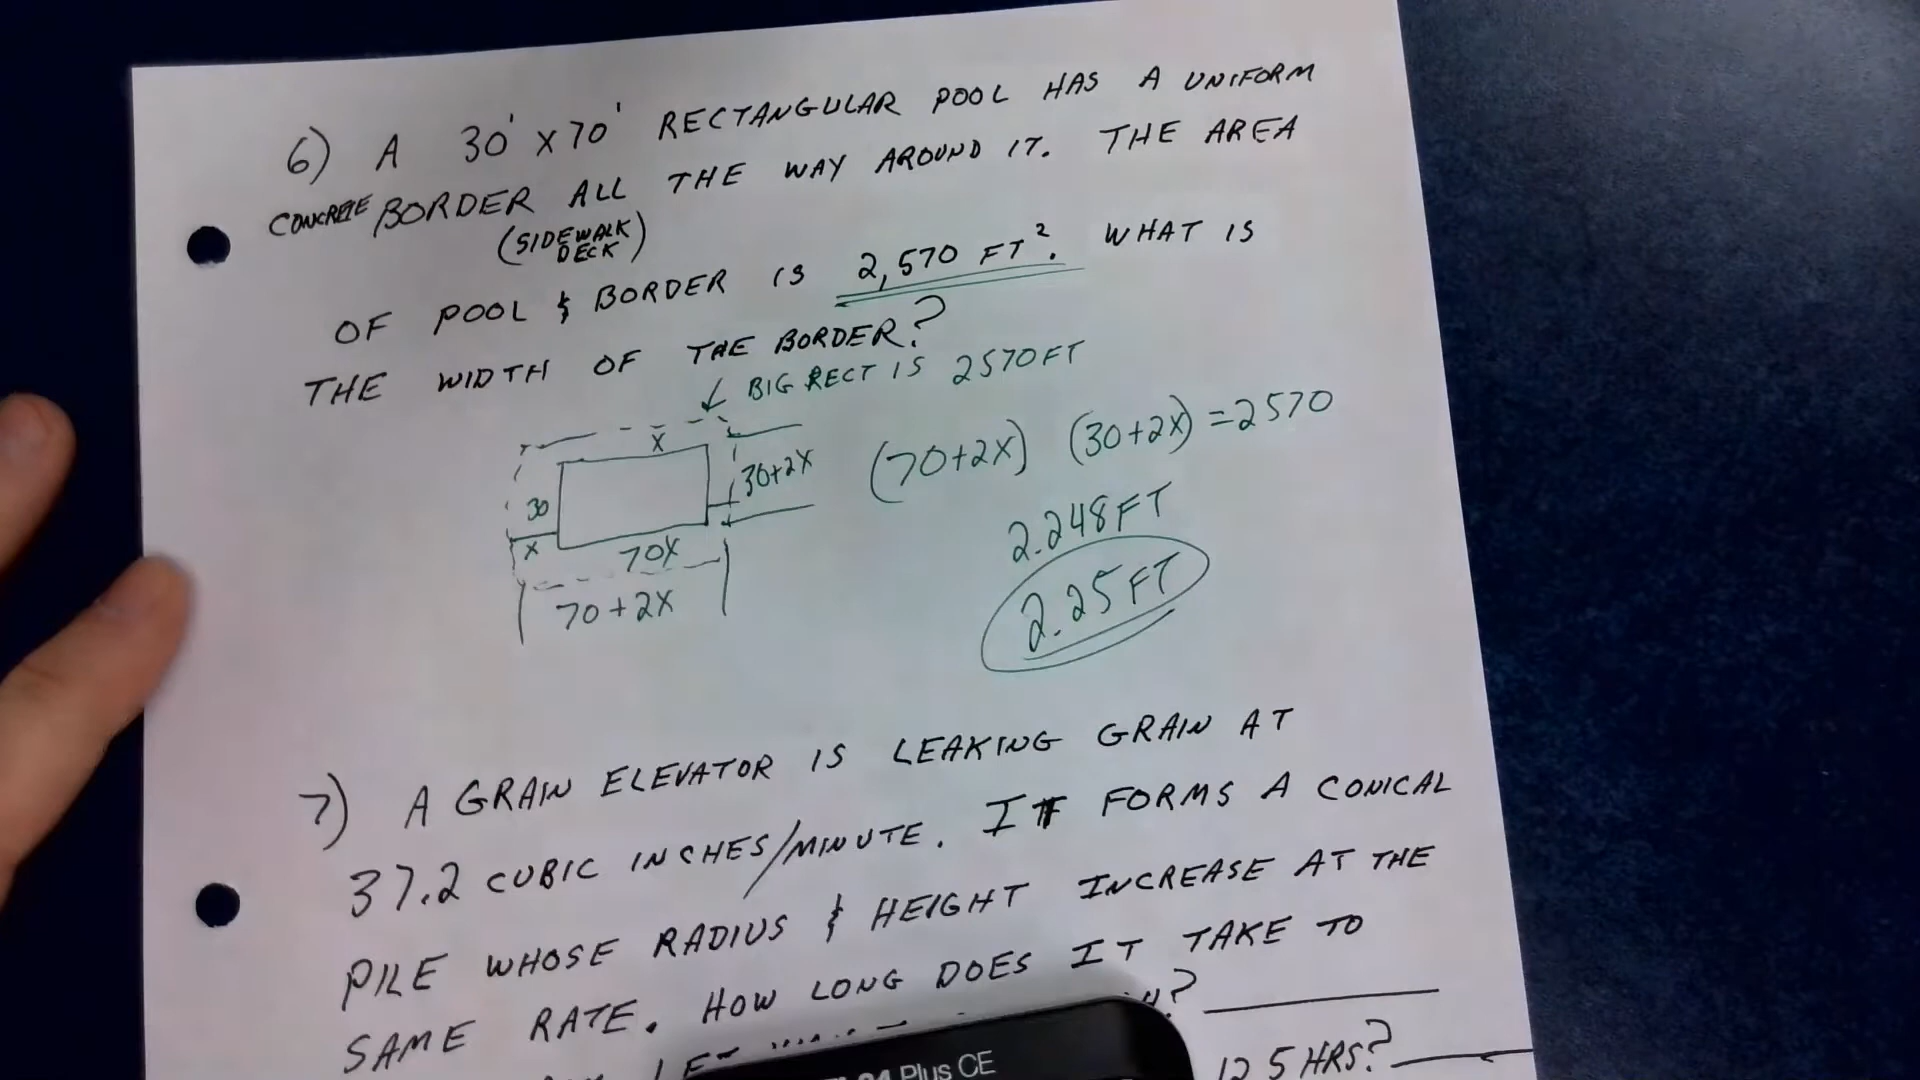 6) A 30' x 70' RECTANGULAR POOL HAS A UNIFORM
CONCRETE BORDER ALL THE WAY AROUND IT. THE AREA
(SIDEWALK
DECK)
OF POOL & BORDER IS 2,570 FT². WHAT IS
THE WIDTH OF THE BORDER?
BIG RECT IS 2570FT
x
30
30+2X
x
70X
70+2X
(70+2X) (30+2X) = 2570
2.248FT
2.25FT
7) A GRAIN ELEVATOR IS LEAKING GRAIN AT
37.2 CUBIC INCHES/MINUTE. IT FORMS A CONICAL
PILE WHOSE RADIUS & HEIGHT INCREASE AT THE
SAME RATE. HOW LONG DOES IT TAKE TO
12.5 HRS?
Plus CE